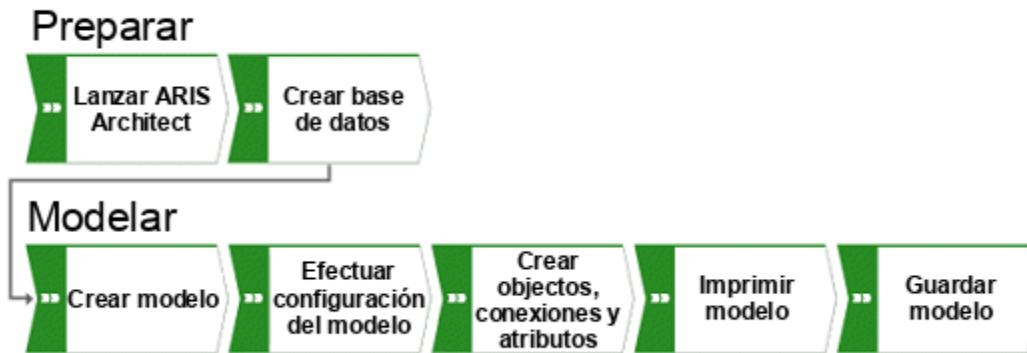 Preparar
Lanzar ARIS
Architect
Crear base
de datos
Modelar
Crear modelo
Efectuar
configuración
del modelo
Crear
objetos,
conexiones y
atributos
Imprimir
modelo
Guardar
modelo